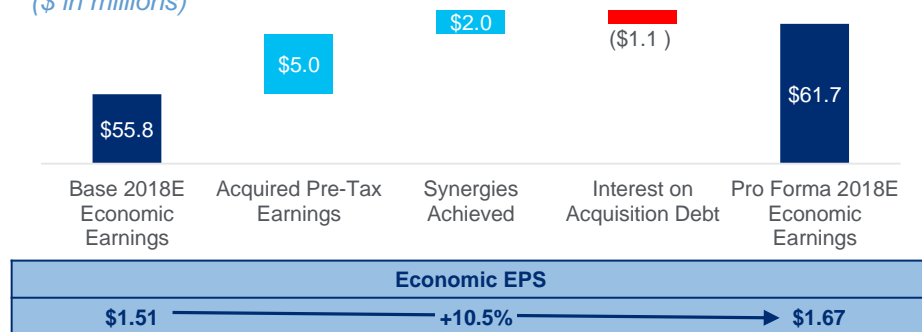 ($ in millions)
$2.0
($1.1 )
$5.0
$61.7
$55.8
Base 2018E
Economic
Earnings
Acquired Pre-Tax
Earnings
Synergies
Achieved
Interest on
Acquisition Debt
Pro Forma 2018E
Economic
Earnings
Economic EPS
$1.51 +10.5% $1.67